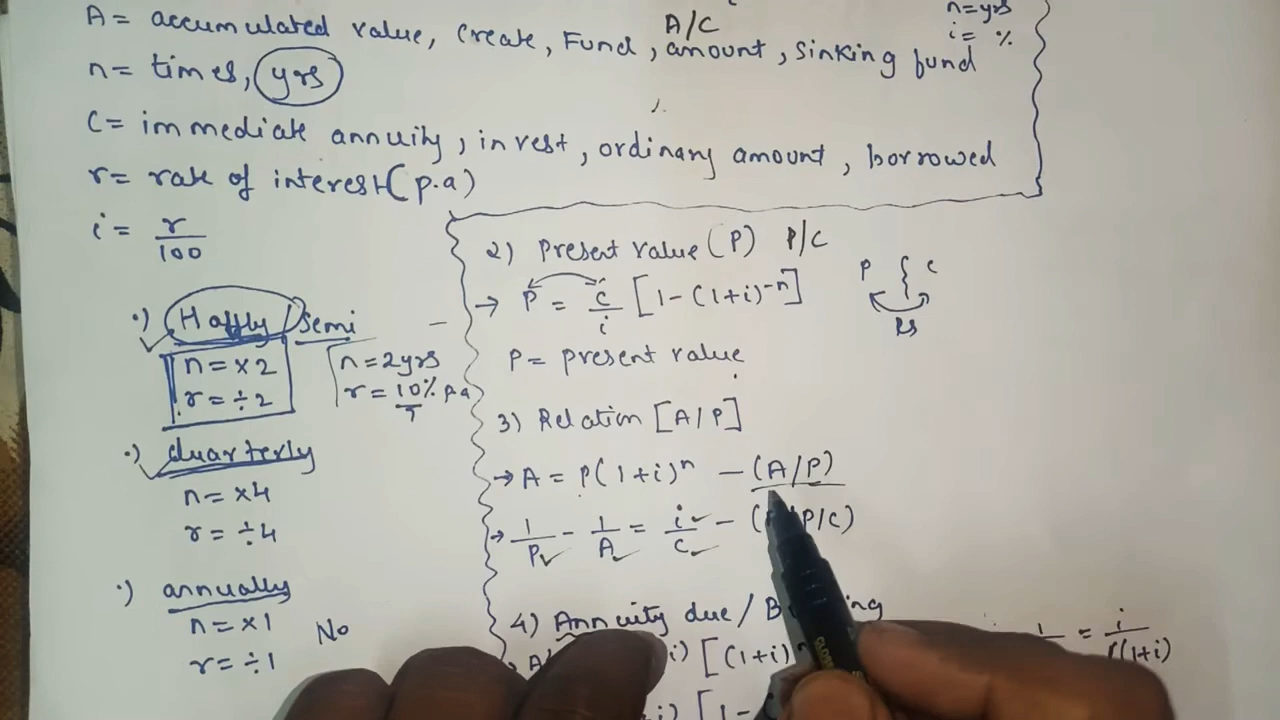 A/C
n=yrs
i= %
A= accumulated value, create, Fund, amount, sinking fund
n= times, yrs
C= immediate annuity, invest, ordinary amount, borrowed
r= rate of interest (p.a)
i = r/100
·) Haffly/Semi
n= ×2
r= ÷2
n=2yrs
r=10% p.a
·) quarterly
n= ×4
r= ÷4
·) annually
n= ×1
r= ÷1
No
2) Present value (P) P/C
→ P = c/i [1-(1+i)^-n]
P C
Rs
P= present value
3) Relation [A/P]
→ A = P(1+i)^n - (A/P)
→ 1/P - 1/A = i/c - ( P/C)
4) Annuity due/
i) [(1+i)
i) [1-
= i/ (1+i)